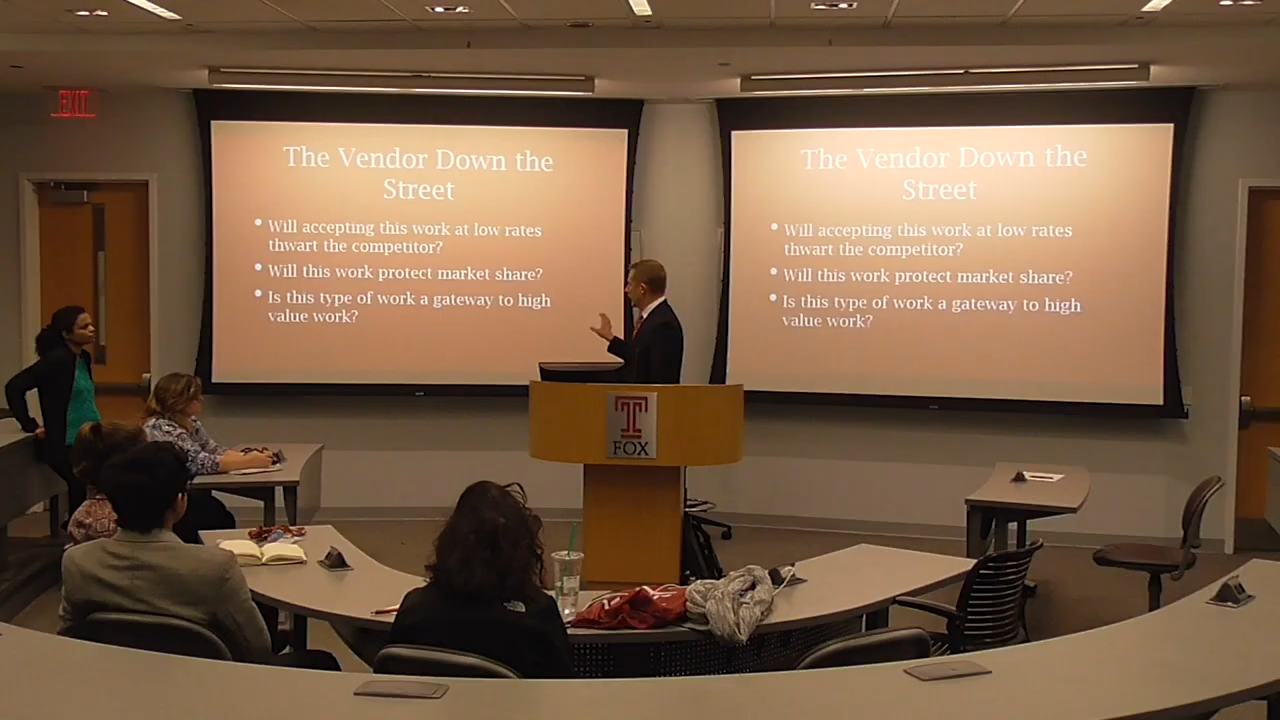 EXIT
The Vendor Down the
Street
• Will accepting this work at low rates
thwart the competitor?
• Will this work protect market share?
• Is this type of work a gateway to high
value work?
The Vendor Down the
Street
• Will accepting this work at low rates
thwart the competitor?
• Will this work protect market share?
• Is this type of work a gateway to high
value work?
T
FOX